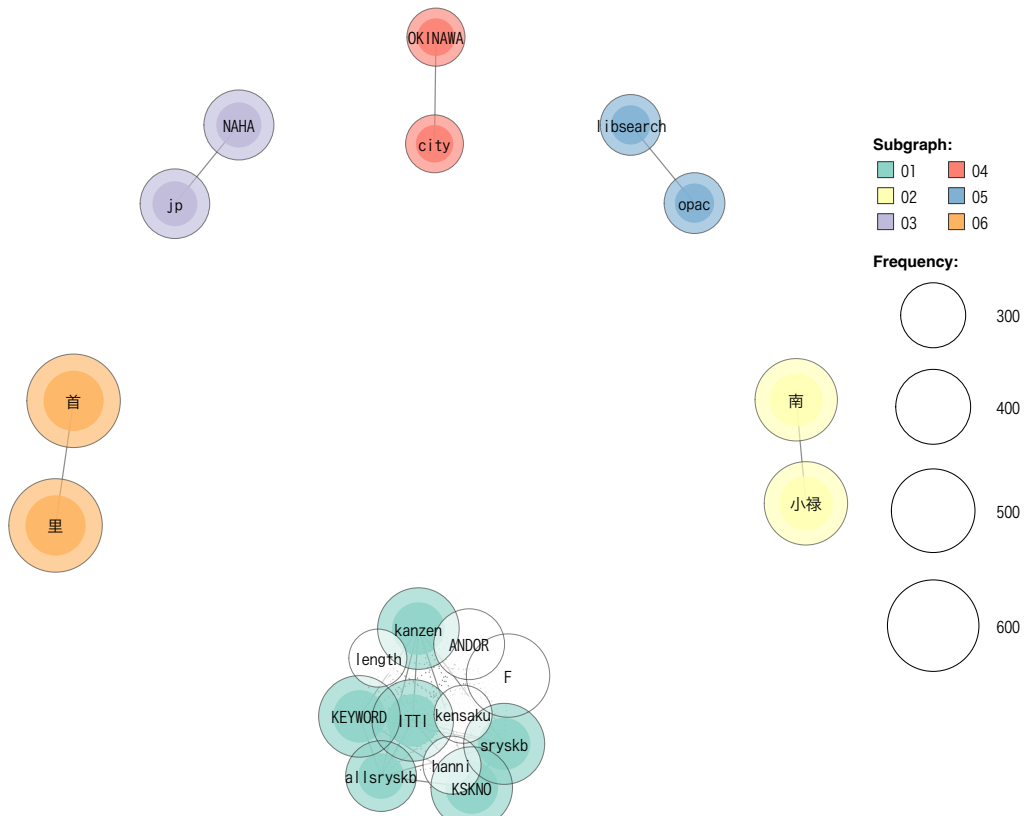 OKINAWA
NAHA
libsearch
city
jp
opac
Subgraph:
01 04
02 05
03 06
Frequency:
300
400
500
600
首
南
里
小禄
kanzen
ANDOR
length
F
KEYWORD
ITTI
kensaku
sryskb
hanni
allsryskb
KSKNO